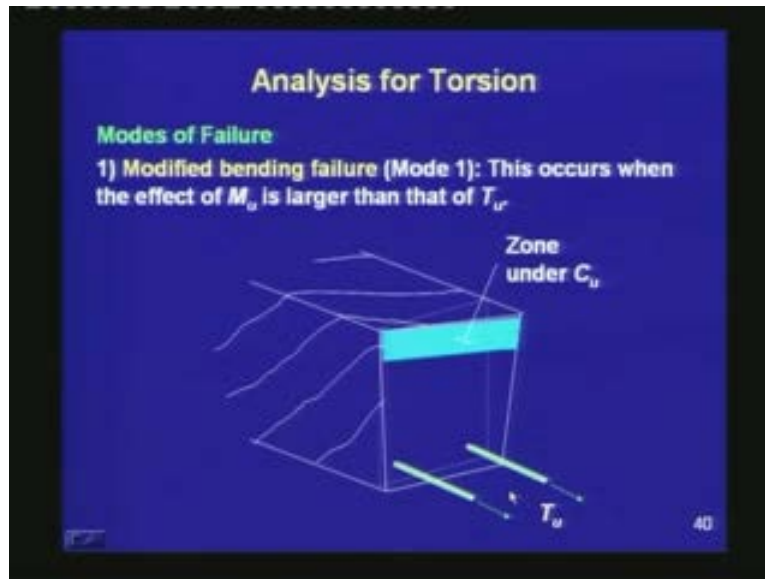 Analysis for Torsion
Modes of Failure
1) Modified bending failure (Mode 1): This occurs when
the effect of Mu is larger than that of Tu.
Zone
under Cu
Tu
40